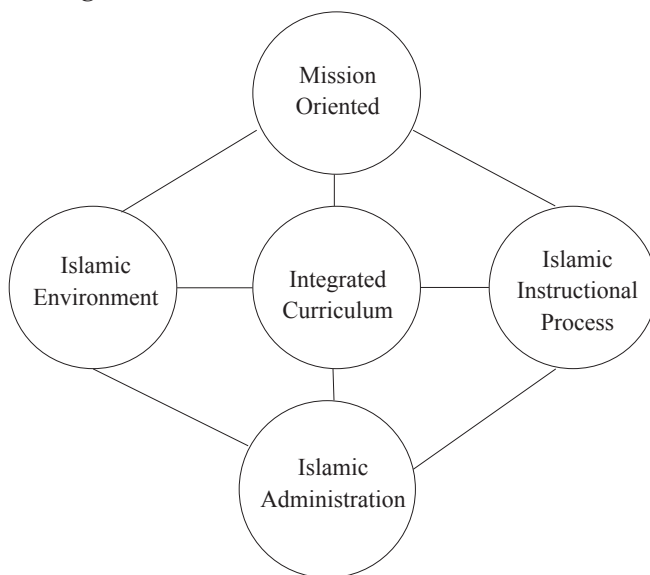 Mission
Oriented
Islamic
Environment
Integrated
Curriculum
Islamic
Instructional
Process
Islamic
Administration